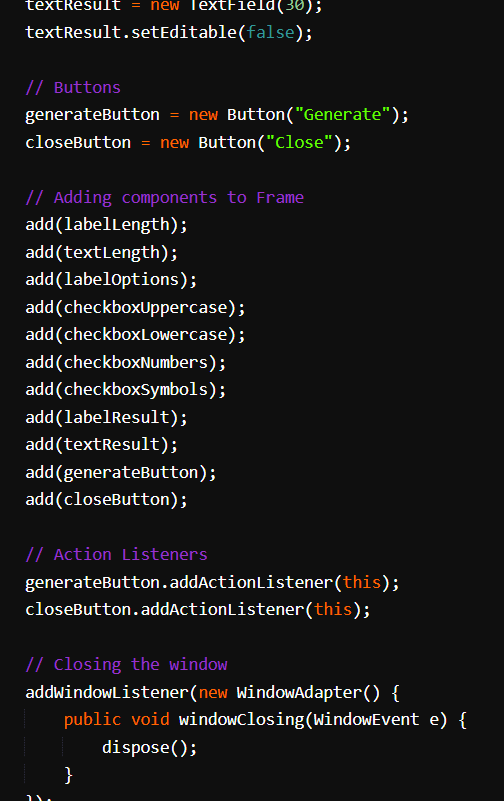 textResult = new TextField(30);
textResult.setEditable(false);

// Buttons
generateButton = new Button("Generate");
closeButton = new Button("Close");

// Adding components to Frame
add(labelLength);
add(textLength);
add(labelOptions);
add(checkboxUppercase);
add(checkboxLowercase);
add(checkboxNumbers);
add(checkboxSymbols);
add(labelResult);
add(textResult);
add(generateButton);
add(closeButton);

// Action Listeners
generateButton.addActionListener(this);
closeButton.addActionListener(this);

// Closing the window
addWindowListener(new WindowAdapter() {
    public void windowClosing(WindowEvent e) {
        dispose();
    }
});